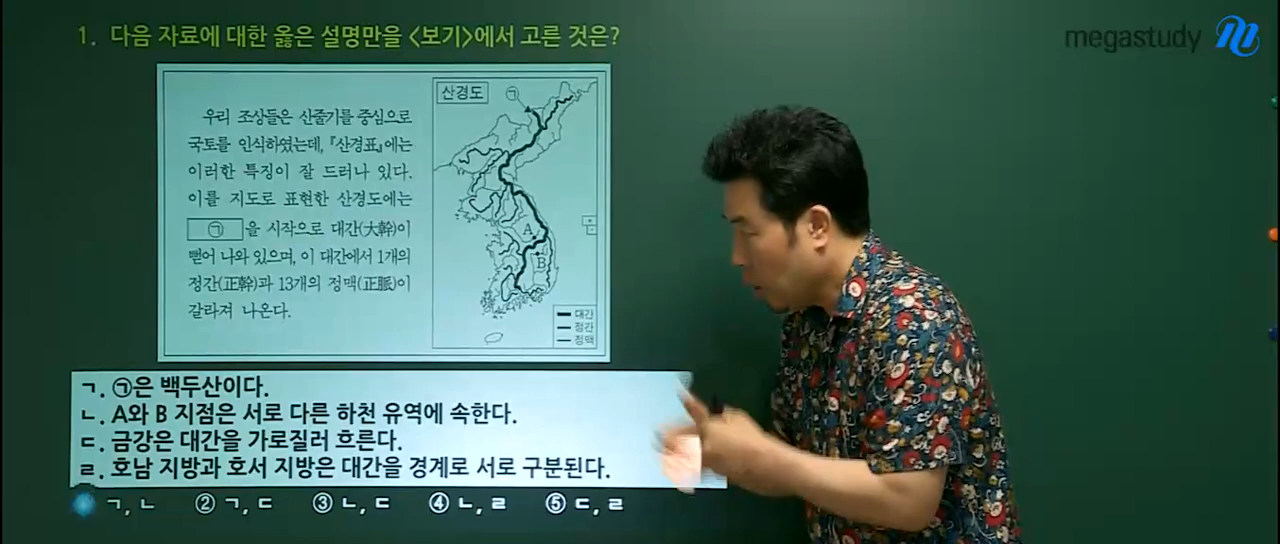 1. 다음 자료에 대한 옳은 설명만을 <보기>에서 고른 것은?
megastudy
우리 조상들은 산줄기를 중심으로
국토를 인식하였는데, 『산경표』에는
이러한 특징이 잘 드러나 있다.
이를 지도로 표현한 산경도에는
㉠ 을 시작으로 대간(大幹)이
뻗어 나와 있으며, 이 대간에서 1개의
정간(正幹)과 13개의 정맥(正脈)이
갈라져 나온다.
산경도
㉠
A
B
대간
정간
정맥
ㄱ. ㉠은 백두산이다.
ㄴ. A와 B 지점은 서로 다른 하천 유역에 속한다.
ㄷ. 금강은 대간을 가로질러 흐른다.
ㄹ. 호남 지방과 호서 지방은 대간을 경계로 서로 구분된다.
ㄱ, ㄴ ② ㄱ, ㄷ ③ ㄴ, ㄷ ④ ㄴ, ㄹ ⑤ ㄷ, ㄹ